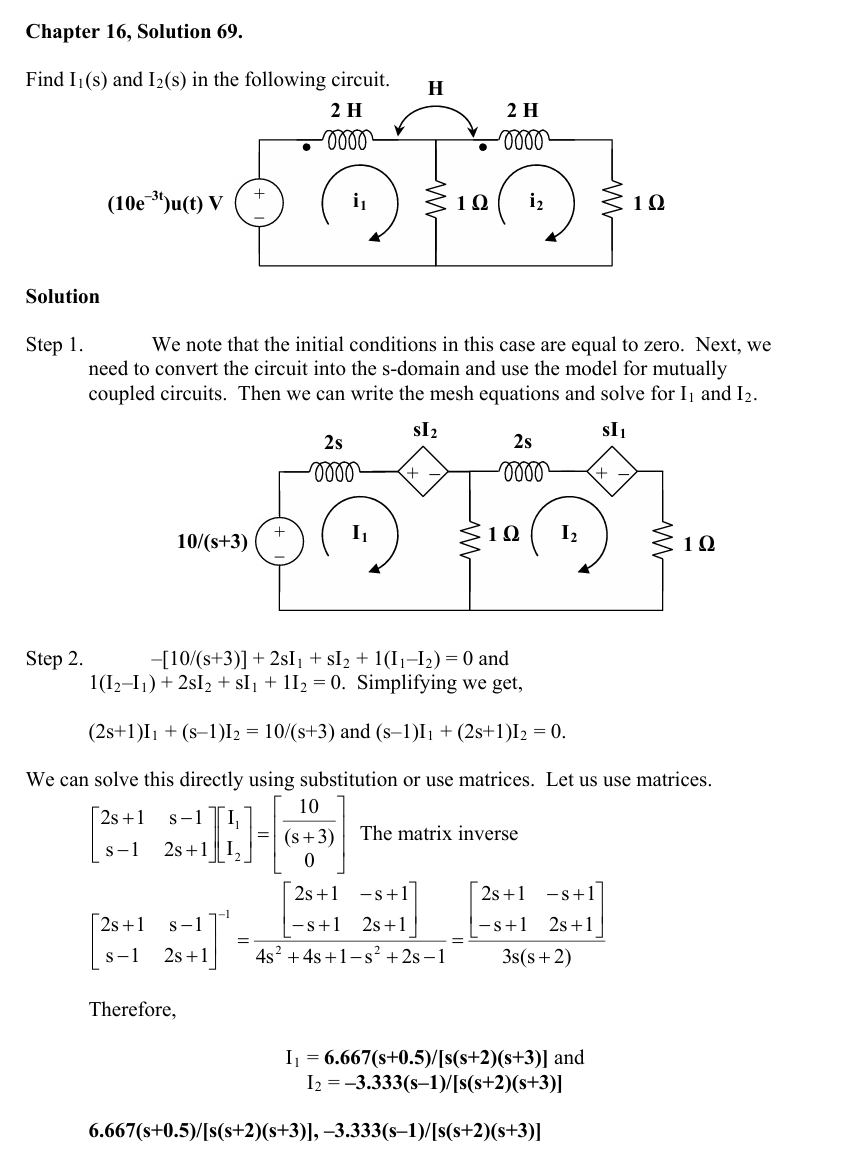 Chapter 16, Solution 69.
Find I₁(s) and I₂(s) in the following circuit.
H
2 H
2 H
(10e⁻³ᵗ)u(t) V
+
−
i₁
1 Ω
i₂
1 Ω
Solution
Step 1. We note that the initial conditions in this case are equal to zero. Next, we
need to convert the circuit into the s-domain and use the model for mutually
coupled circuits. Then we can write the mesh equations and solve for I₁ and I₂.
2s
sI₂
2s
sI₁
+ −
+ −
10/(s+3)
+
−
I₁
1 Ω
I₂
1 Ω
Step 2. –[10/(s+3)] + 2sI₁ + sI₂ + 1(I₁–I₂) = 0 and
1(I₂–I₁) + 2sI₂ + sI₁ + 1I₂ = 0. Simplifying we get,
(2s+1)I₁ + (s–1)I₂ = 10/(s+3) and (s–1)I₁ + (2s+1)I₂ = 0.
We can solve this directly using substitution or use matrices. Let us use matrices.
[2s+1 s−1; s−1 2s+1][I₁; I₂] = [10/(s+3); 0] The matrix inverse
[2s+1 s−1; s−1 2s+1]⁻¹ = [2s+1 −s+1; −s+1 2s+1]/(4s²+4s+1−s²+2s−1) = [2s+1 −s+1; −s+1 2s+1]/3s(s+2)
Therefore,
I₁ = 6.667(s+0.5)/[s(s+2)(s+3)] and
I₂ = –3.333(s–1)/[s(s+2)(s+3)]
6.667(s+0.5)/[s(s+2)(s+3)], –3.333(s–1)/[s(s+2)(s+3)]